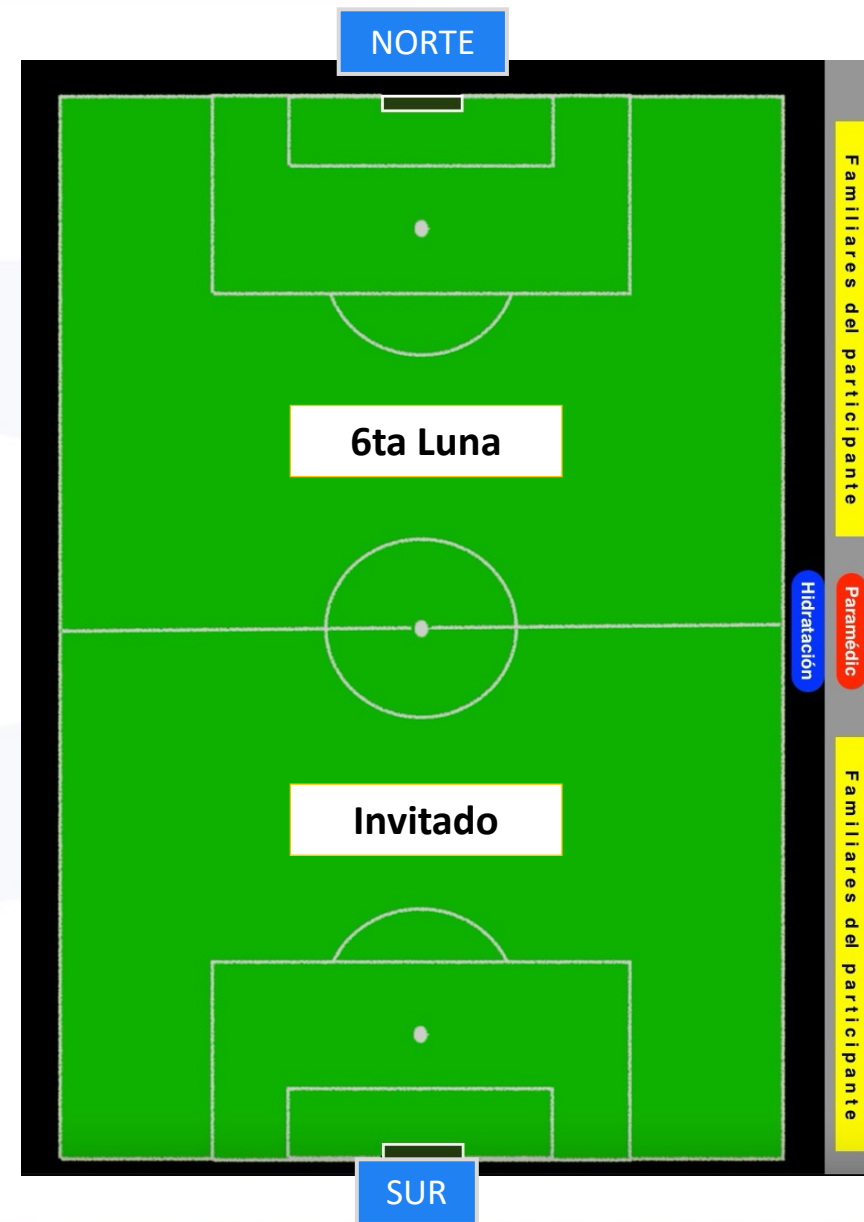 NORTE
Familiares del participante
6ta Luna
Hidratación
Paramédic
Invitado
Familiares del participante
SUR